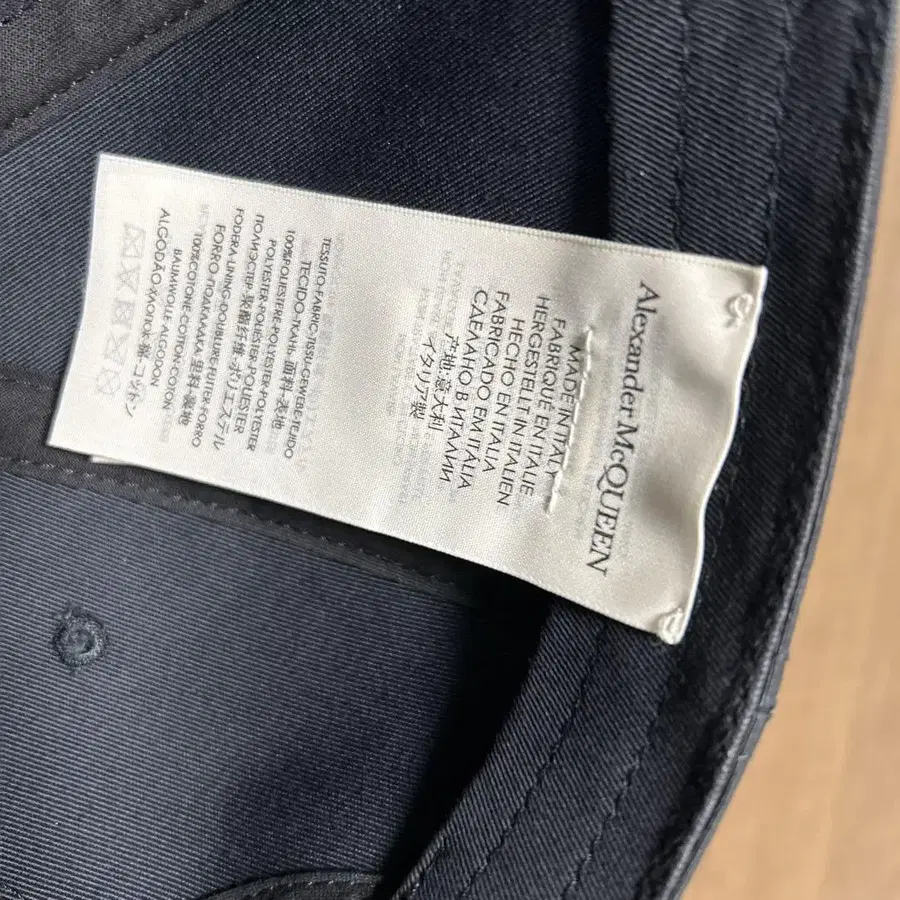 Alexander McQUEEN
MADE IN ITALY
FABRIQUÉ EN ITALIE
HERGESTELLT IN ITALIEN
HECHO EN ITALIA
FABRICADO EM ITÁLIA
СДЕЛАНО В ИТАЛИИ
产地:意大利
イタリア製
TESSUTO-FABRIC-TISSU-GEWEBE-TEJIDO
TECIDO-ТКАНЬ-面料-表地
100%POLIESTERE-POLYESTER
POLYESTER-POLIESTER-POLYESTER
ПОЛИЭСТЕР-聚酯纤维-ポリエステル
FODERA-LINING-DOUBLURE-FUTTER-FORRO
FORRO-ПОДКЛАДКА-里料-裏地
100%COTONE-COTTON-COTON
BAUMWOLLE-ALGODON
ALGODÃO-ХЛОПОК-棉-コットン